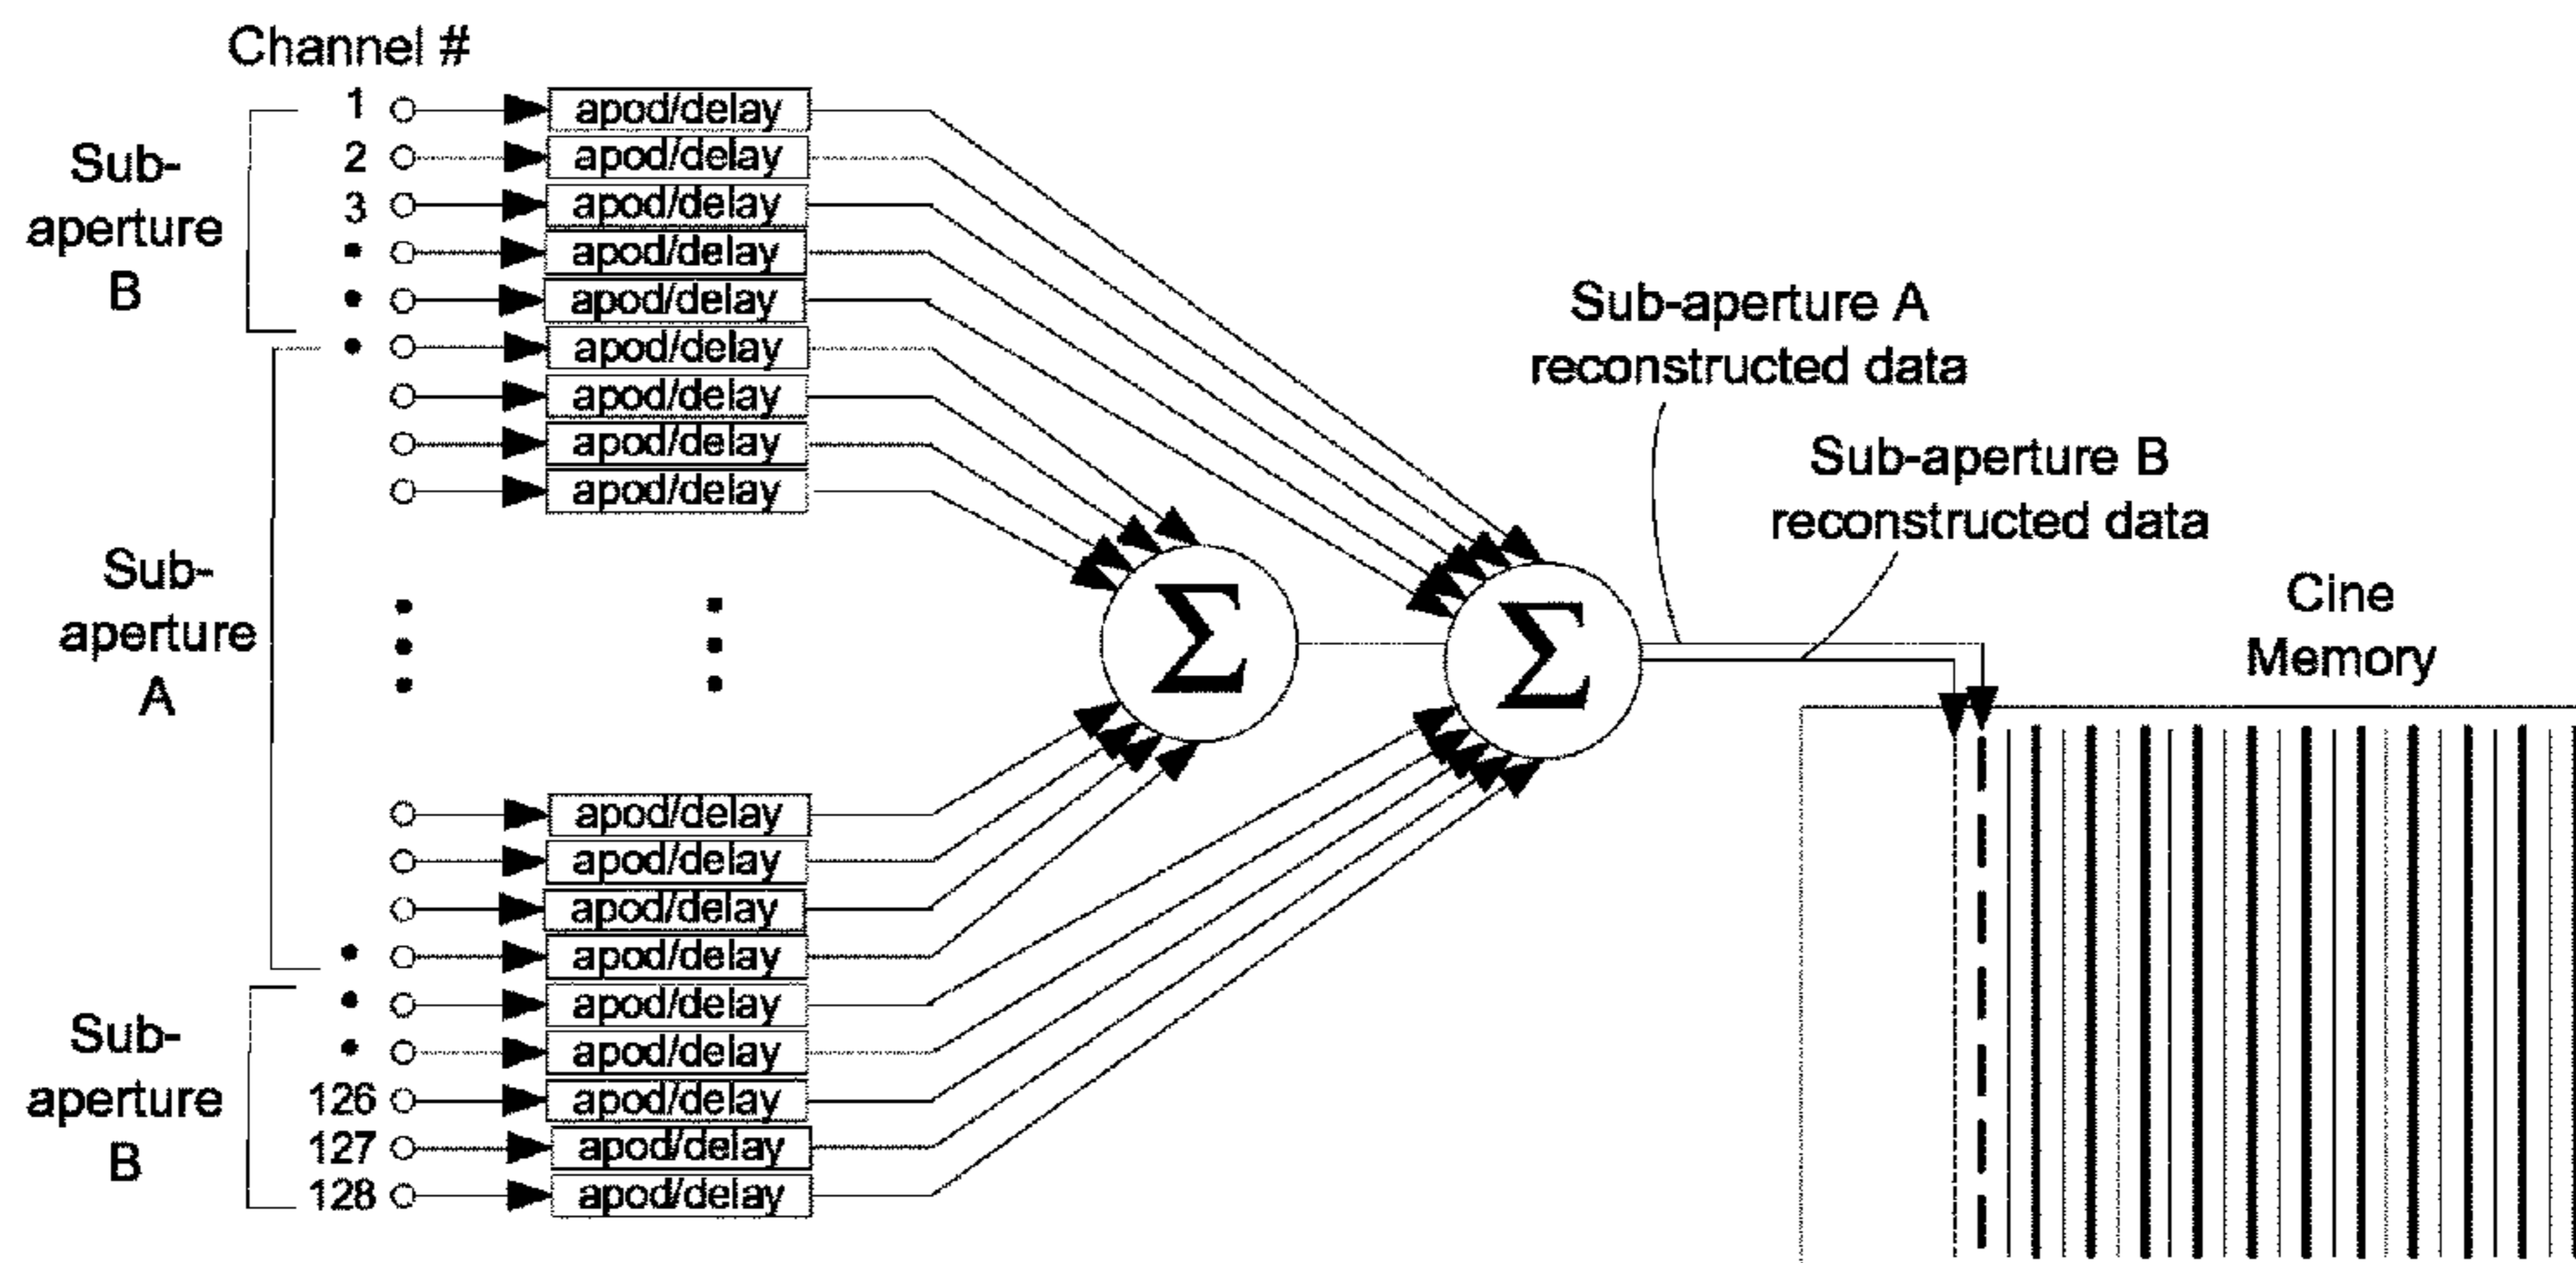 Channel #
1 apod/delay
2 apod/delay
3 apod/delay
apod/delay
apod/delay
apod/delay
apod/delay
apod/delay
apod/delay
Sub-
aperture
B
Sub-
aperture
A
Σ
Σ
Sub-aperture A
reconstructed data
Sub-aperture B
reconstructed data
Cine
Memory
apod/delay
apod/delay
apod/delay
apod/delay
apod/delay
apod/delay
126 apod/delay
127 apod/delay
128 apod/delay
Sub-
aperture
B